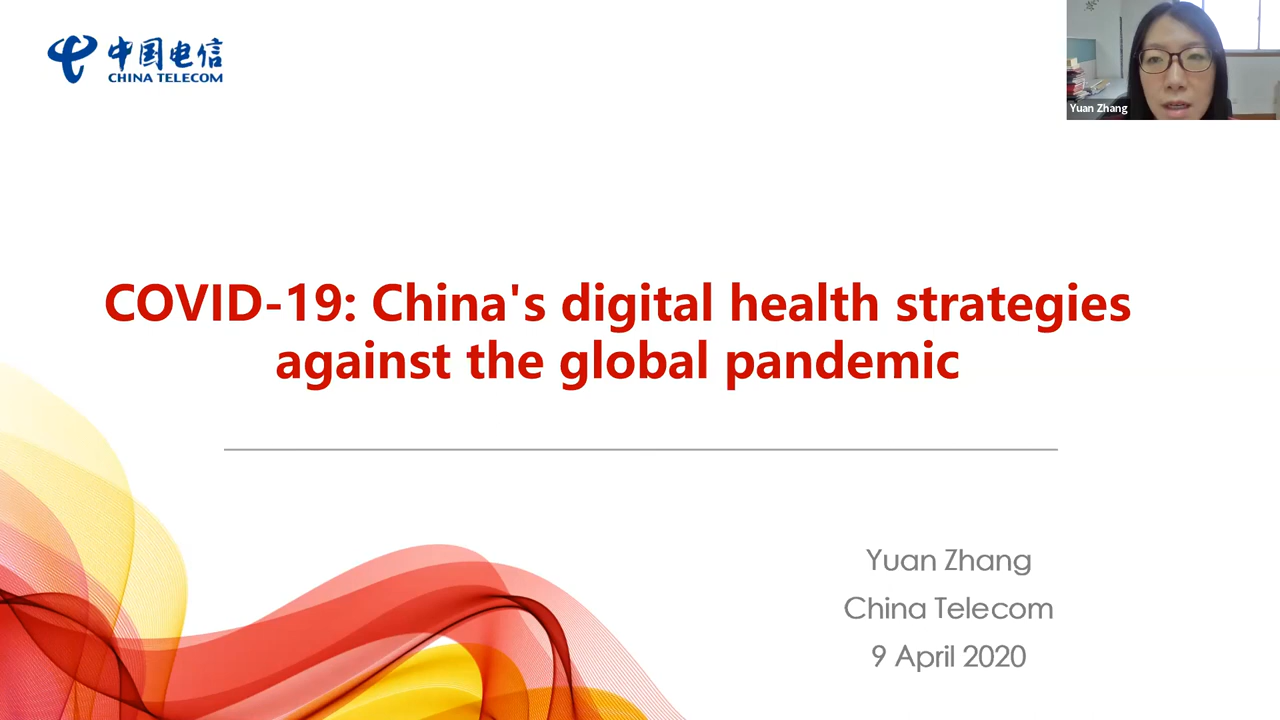 中国电信
CHINA TELECOM
Yuan Zhang
COVID-19: China's digital health strategies
against the global pandemic
Yuan Zhang
China Telecom
9 April 2020